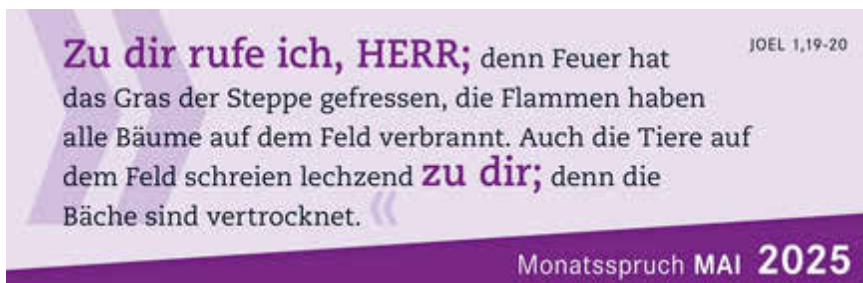 Zu dir rufe ich, HERR; denn Feuer hat
JOEL 1,19-20
das Gras der Steppe gefressen, die Flammen haben
alle Bäume auf dem Feld verbrannt. Auch die Tiere auf
dem Feld schreien lechzend zu dir; denn die
Bäche sind vertrocknet. «
Monatsspruch MAI 2025